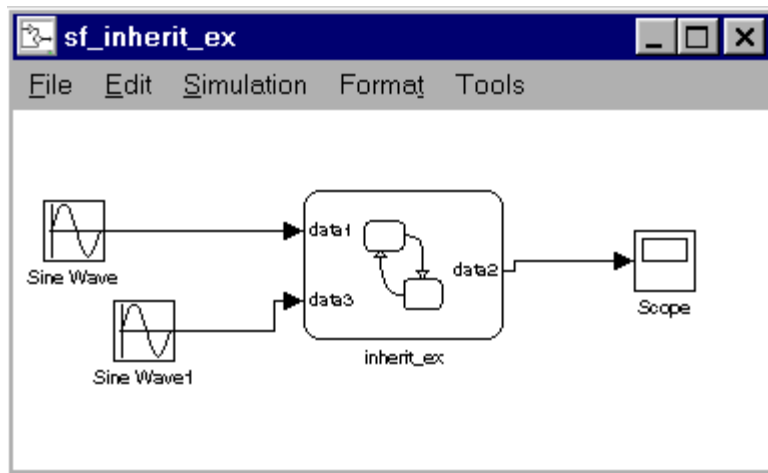 sf_inherit_ex
File Edit Simulation Format Tools
data1
Sine Wave
data2
data3
Scope
Sine Wave1
inherit_ex